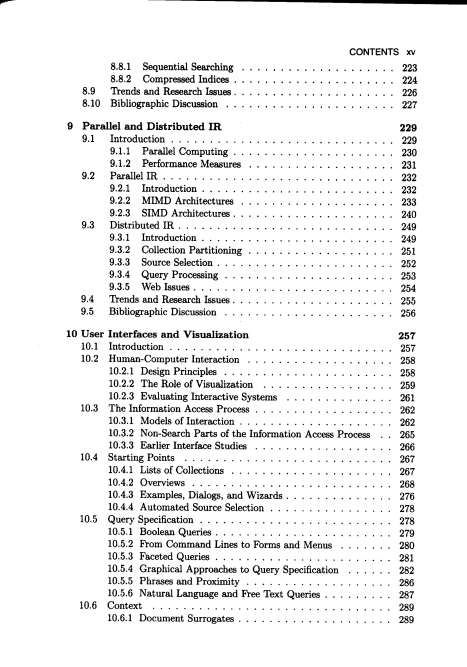 CONTENTS xv
8.8.1 Sequential Searching . . . . . . . . . . . . . . . . . . . . 223
8.8.2 Compressed Indices . . . . . . . . . . . . . . . . . . . . . 224
8.9 Trends and Research Issues . . . . . . . . . . . . . . . . . . . . . 226
8.10 Bibliographic Discussion . . . . . . . . . . . . . . . . . . . . . . 227
9 Parallel and Distributed IR 229
9.1 Introduction . . . . . . . . . . . . . . . . . . . . . . . . . . . . . 229
9.1.1 Parallel Computing . . . . . . . . . . . . . . . . . . . . . 230
9.1.2 Performance Measures . . . . . . . . . . . . . . . . . . . 231
9.2 Parallel IR . . . . . . . . . . . . . . . . . . . . . . . . . . . . . . 232
9.2.1 Introduction . . . . . . . . . . . . . . . . . . . . . . . . . 232
9.2.2 MIMD Architectures . . . . . . . . . . . . . . . . . . . . 233
9.2.3 SIMD Architectures . . . . . . . . . . . . . . . . . . . . . 240
9.3 Distributed IR . . . . . . . . . . . . . . . . . . . . . . . . . . . . 249
9.3.1 Introduction . . . . . . . . . . . . . . . . . . . . . . . . . 249
9.3.2 Collection Partitioning . . . . . . . . . . . . . . . . . . . 251
9.3.3 Source Selection . . . . . . . . . . . . . . . . . . . . . . . 252
9.3.4 Query Processing . . . . . . . . . . . . . . . . . . . . . . 253
9.3.5 Web Issues . . . . . . . . . . . . . . . . . . . . . . . . . . 254
9.4 Trends and Research Issues . . . . . . . . . . . . . . . . . . . . . 255
9.5 Bibliographic Discussion . . . . . . . . . . . . . . . . . . . . . . 256
10 User Interfaces and Visualization 257
10.1 Introduction . . . . . . . . . . . . . . . . . . . . . . . . . . . . . 257
10.2 Human-Computer Interaction . . . . . . . . . . . . . . . . . . . 258
10.2.1 Design Principles . . . . . . . . . . . . . . . . . . . . . . 258
10.2.2 The Role of Visualization . . . . . . . . . . . . . . . . . 259
10.2.3 Evaluating Interactive Systems . . . . . . . . . . . . . . 261
10.3 The Information Access Process . . . . . . . . . . . . . . . . . . 262
10.3.1 Models of Interaction . . . . . . . . . . . . . . . . . . . . 262
10.3.2 Non-Search Parts of the Information Access Process . . 265
10.3.3 Earlier Interface Studies . . . . . . . . . . . . . . . . . . 266
10.4 Starting Points . . . . . . . . . . . . . . . . . . . . . . . . . . . 267
10.4.1 Lists of Collections . . . . . . . . . . . . . . . . . . . . . 267
10.4.2 Overviews . . . . . . . . . . . . . . . . . . . . . . . . . . 268
10.4.3 Examples, Dialogs, and Wizards . . . . . . . . . . . . . . 276
10.4.4 Automated Source Selection . . . . . . . . . . . . . . . . 278
10.5 Query Specification . . . . . . . . . . . . . . . . . . . . . . . . . 278
10.5.1 Boolean Queries . . . . . . . . . . . . . . . . . . . . . . . 279
10.5.2 From Command Lines to Forms and Menus . . . . . . . 280
10.5.3 Faceted Queries . . . . . . . . . . . . . . . . . . . . . . . 281
10.5.4 Graphical Approaches to Query Specification . . . . . . 282
10.5.5 Phrases and Proximity . . . . . . . . . . . . . . . . . . . 286
10.5.6 Natural Language and Free Text Queries . . . . . . . . . 287
10.6 Context . . . . . . . . . . . . . . . . . . . . . . . . . . . . . . . 289
10.6.1 Document Surrogates . . . . . . . . . . . . . . . . . . . . 289